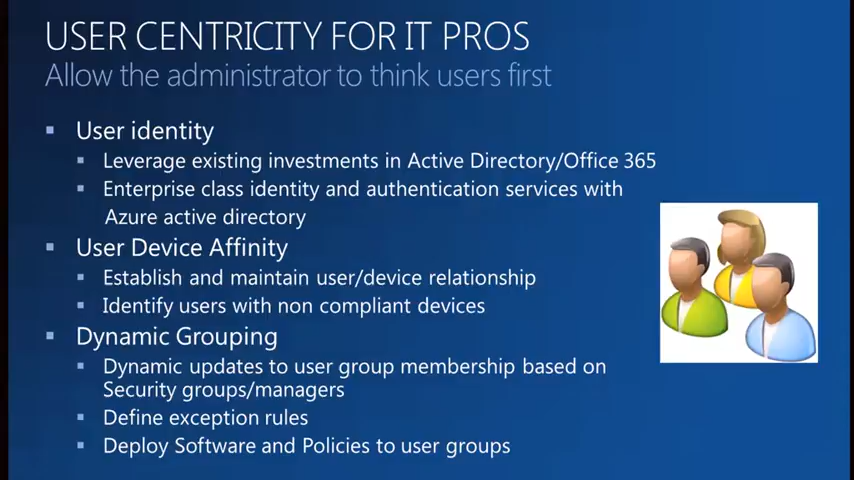 USER CENTRICITY FOR IT PROS
Allow the administrator to think users first
User identity
Leverage existing investments in Active Directory/Office 365
Enterprise class identity and authentication services with
Azure active directory
User Device Affinity
Establish and maintain user/device relationship
Identify users with non compliant devices
Dynamic Grouping
Dynamic updates to user group membership based on
Security groups/managers
Define exception rules
Deploy Software and Policies to user groups